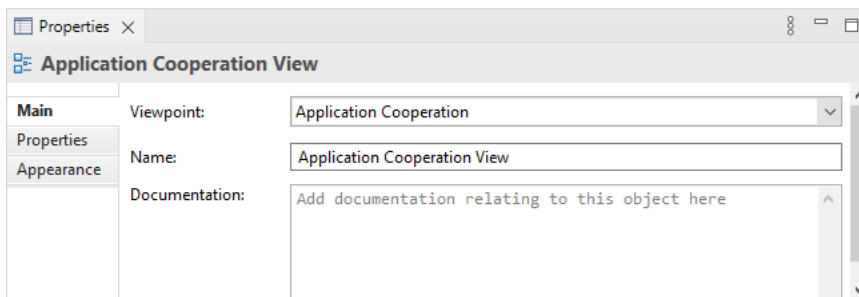 Properties
Application Cooperation View
Main
Viewpoint:
Application Cooperation
Properties
Name:
Application Cooperation View
Appearance
Documentation:
Add documentation relating to this object here